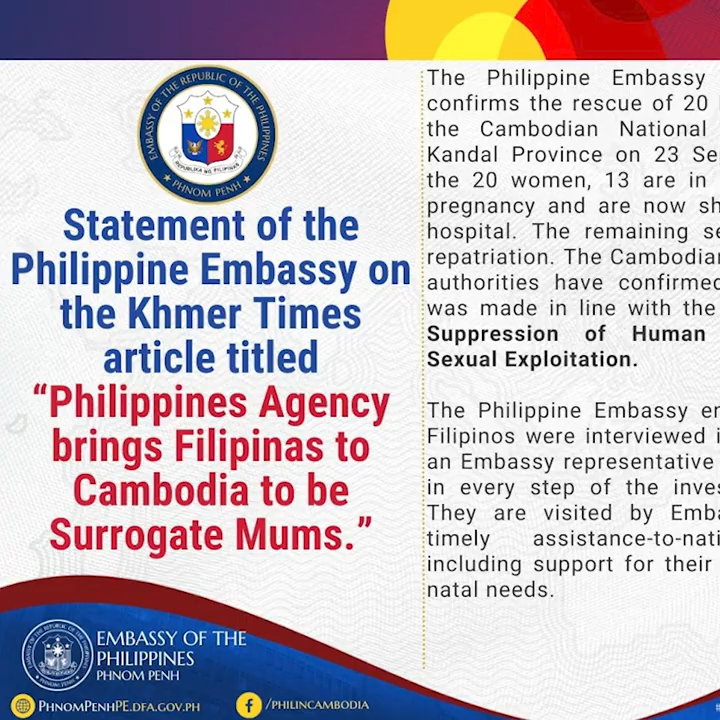 EMBASSY OF THE REPUBLIC OF THE PHILIPPINES
REPUBLIKA NG PILIPINAS
PHNOM PENH
Statement of the
Philippine Embassy on
the Khmer Times
article titled
“Philippines Agency
brings Filipinas to
Cambodia to be
Surrogate Mums.”
The Philippine Embassy
confirms the rescue of 20
the Cambodian National
Kandal Province on 23 Se
the 20 women, 13 are in
pregnancy and are now sh
hospital. The remaining se
repatriation. The Cambodian
authorities have confirmed
was made in line with the
Suppression of Human
Sexual Exploitation.
The Philippine Embassy en
Filipinos were interviewed i
an Embassy representative
in every step of the inves
They are visited by Emba
timely assistance-to-nati
including support for their
natal needs.
EMBASSY OF THE
PHILIPPINES
PHNOM PENH
PHNOMPENHPE.DFA.GOV.PH
/PHILINCAMBODIA
#